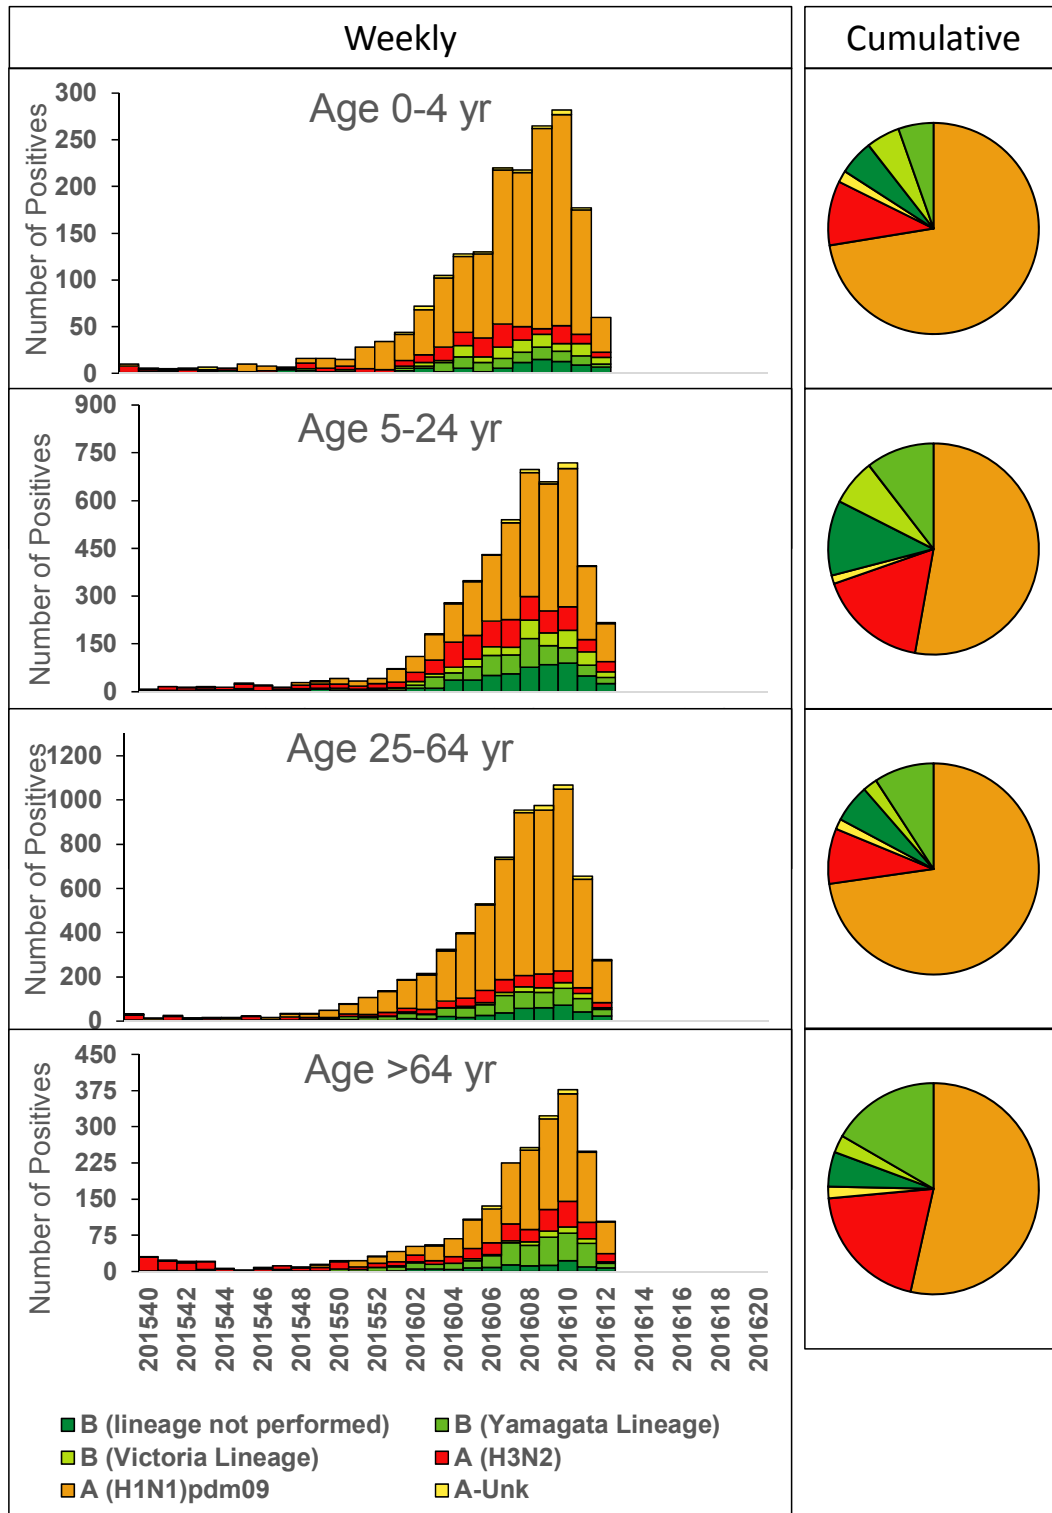 Weekly
Cumulative
Age 0-4 yr
Number of Positives
300
250
200
150
100
50
0
Age 5-24 yr
Number of Positives
900
750
600
450
300
150
0
Age 25-64 yr
Number of Positives
1200
1000
800
600
400
200
0
Age >64 yr
Number of Positives
450
375
300
225
150
75
0
201540
201542
201544
201546
201548
201550
201552
201602
201604
201606
201608
201610
201612
201614
201616
201618
201620
B (lineage not performed)
B (Yamagata Lineage)
B (Victoria Lineage)
A (H3N2)
A (H1N1)pdm09
A-Unk